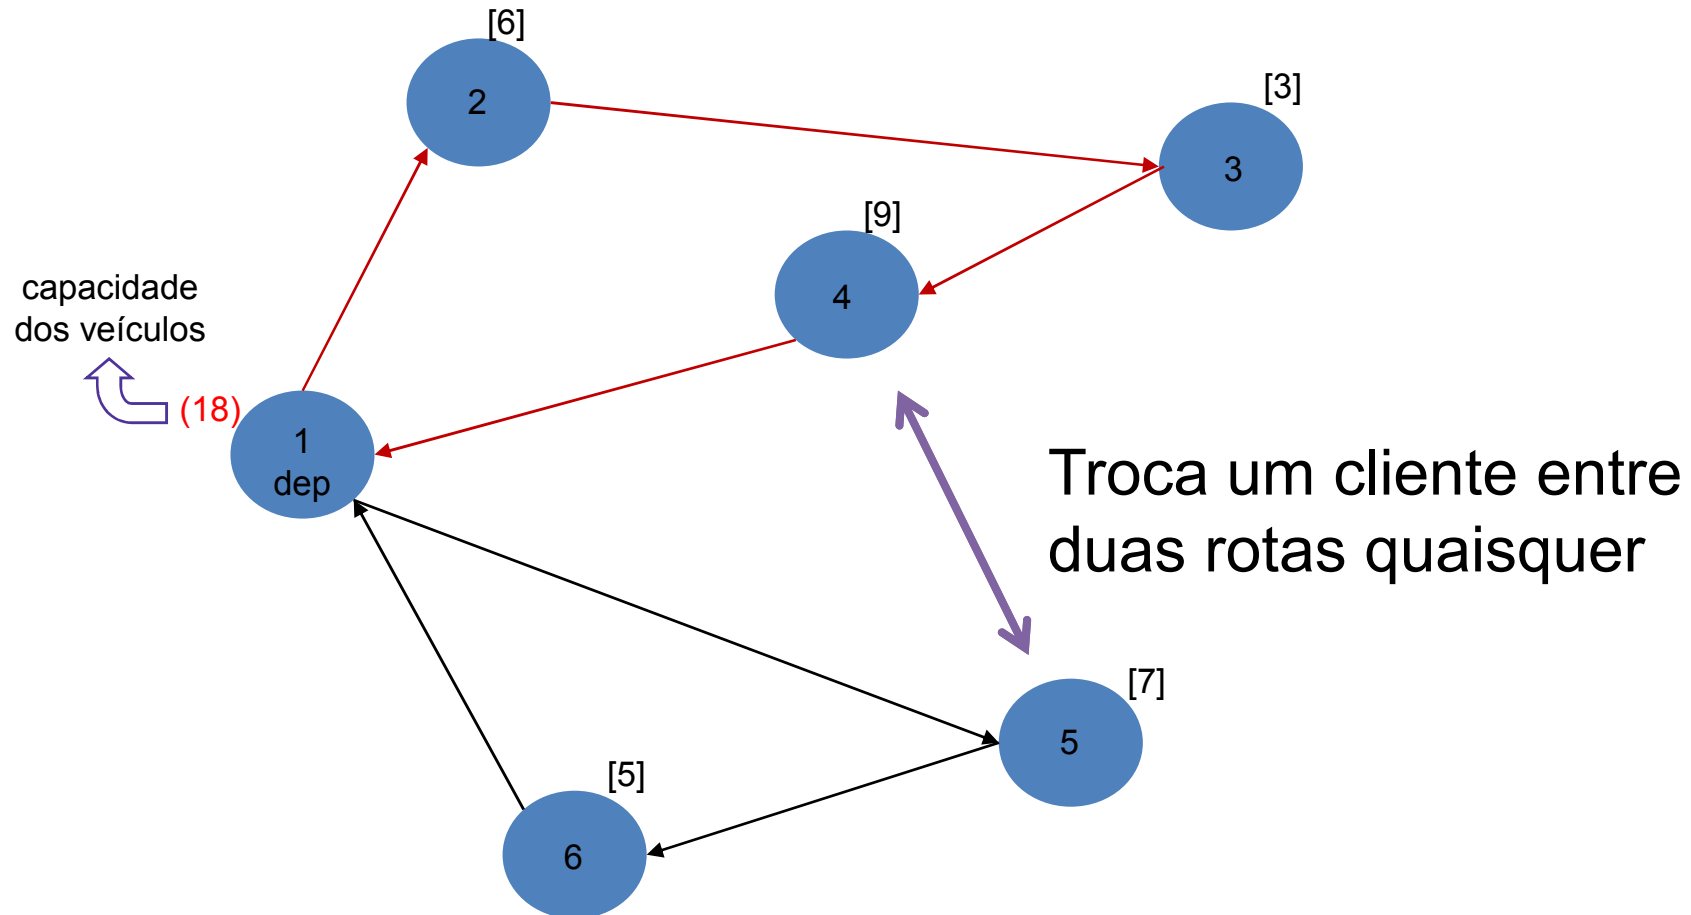 [6]
2
[3]
3
[9]
4
capacidade
dos veículos
(18)
1
dep
Troca um cliente entre
duas rotas quaisquer
[7]
5
[5]
6